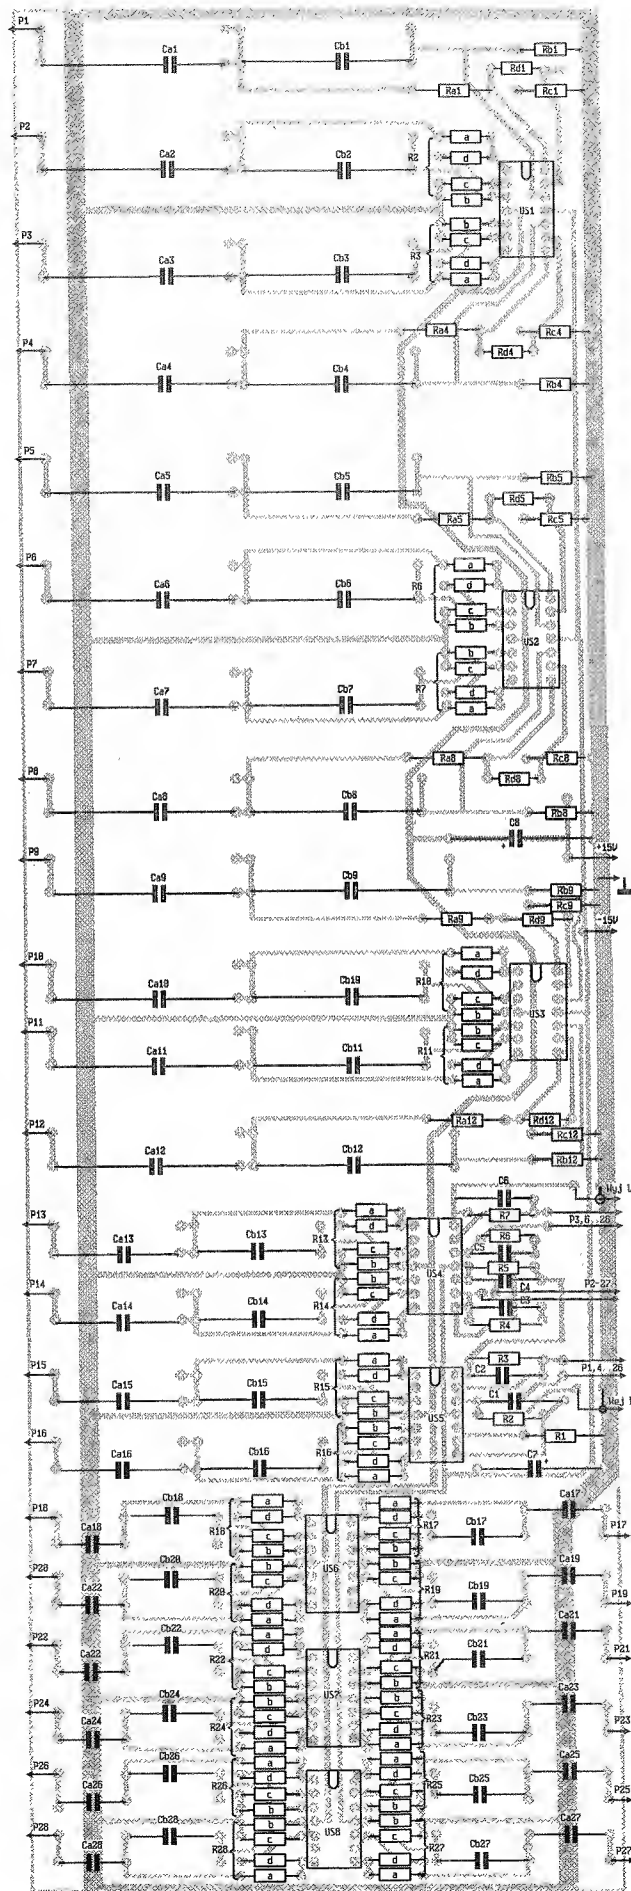 P1
Ca1
Cb1
Rb1
Rd1
Ra1
Rc1
P2
Ca2
Cb2
R2
a
d
c
b
US1
P3
Ca3
Cb3
R3
b
c
d
a
P4
Ra4
Rc4
Rd4
Ca4
Cb4
Rb4
P5
Ca5
Cb5
Rb5
Rd5
Ra5
Rc5
P6
Ca6
Cb6
R6
a
d
c
b
US2
P7
Ca7
Cb7
R7
b
c
d
a
P8
Ra8
Rc8
Rd8
Ca8
Cb8
Rb8
C8
+
+15V
P9
Ca9
Cb9
Rb9
Rc9
Ra9
Rd9
-15V
P10
Ca10
Cb10
R10
a
d
c
b
US3
P11
Ca11
Cb11
R11
b
c
d
a
P12
Ra12
Rd12
Rc12
Ca12
Cb12
Rb12
C6
Wyj L
P13
Ca13
Cb13
R13
a
d
c
b
R7
P3,6..26
R6
C5
R5
US4
P14
Ca14
Cb14
R14
b
c
d
a
C4
P2-27
C3
R4
P15
Ca15
Cb15
R15
a
d
c
b
R3
C2
P1,4..26
C1
R2
US5
P16
Ca16
Cb16
R16
b
c
d
a
R1
C7
+
P18
Ca18
Cb18
R18
a
d
c
b
US6
a
d
c
b
R17
Cb17
Ca17
P17
P20
Ca22
Cb20
R20
b
c
d
a
b
c
d
a
R19
Cb19
Ca19
P19
P22
Ca22
Cb22
R22
a
d
c
b
US7
a
d
c
b
R21
Cb21
Ca21
P21
P24
Ca24
Cb24
R24
b
c
d
a
b
c
d
a
R23
Cb23
Ca23
P23
P26
Ca26
Cb26
R26
a
d
c
b
US8
a
d
c
b
R25
Cb25
Ca25
P25
P28
Ca28
Cb28
R28
b
c
d
a
b
c
d
a
R27
Cb27
Ca27
P27